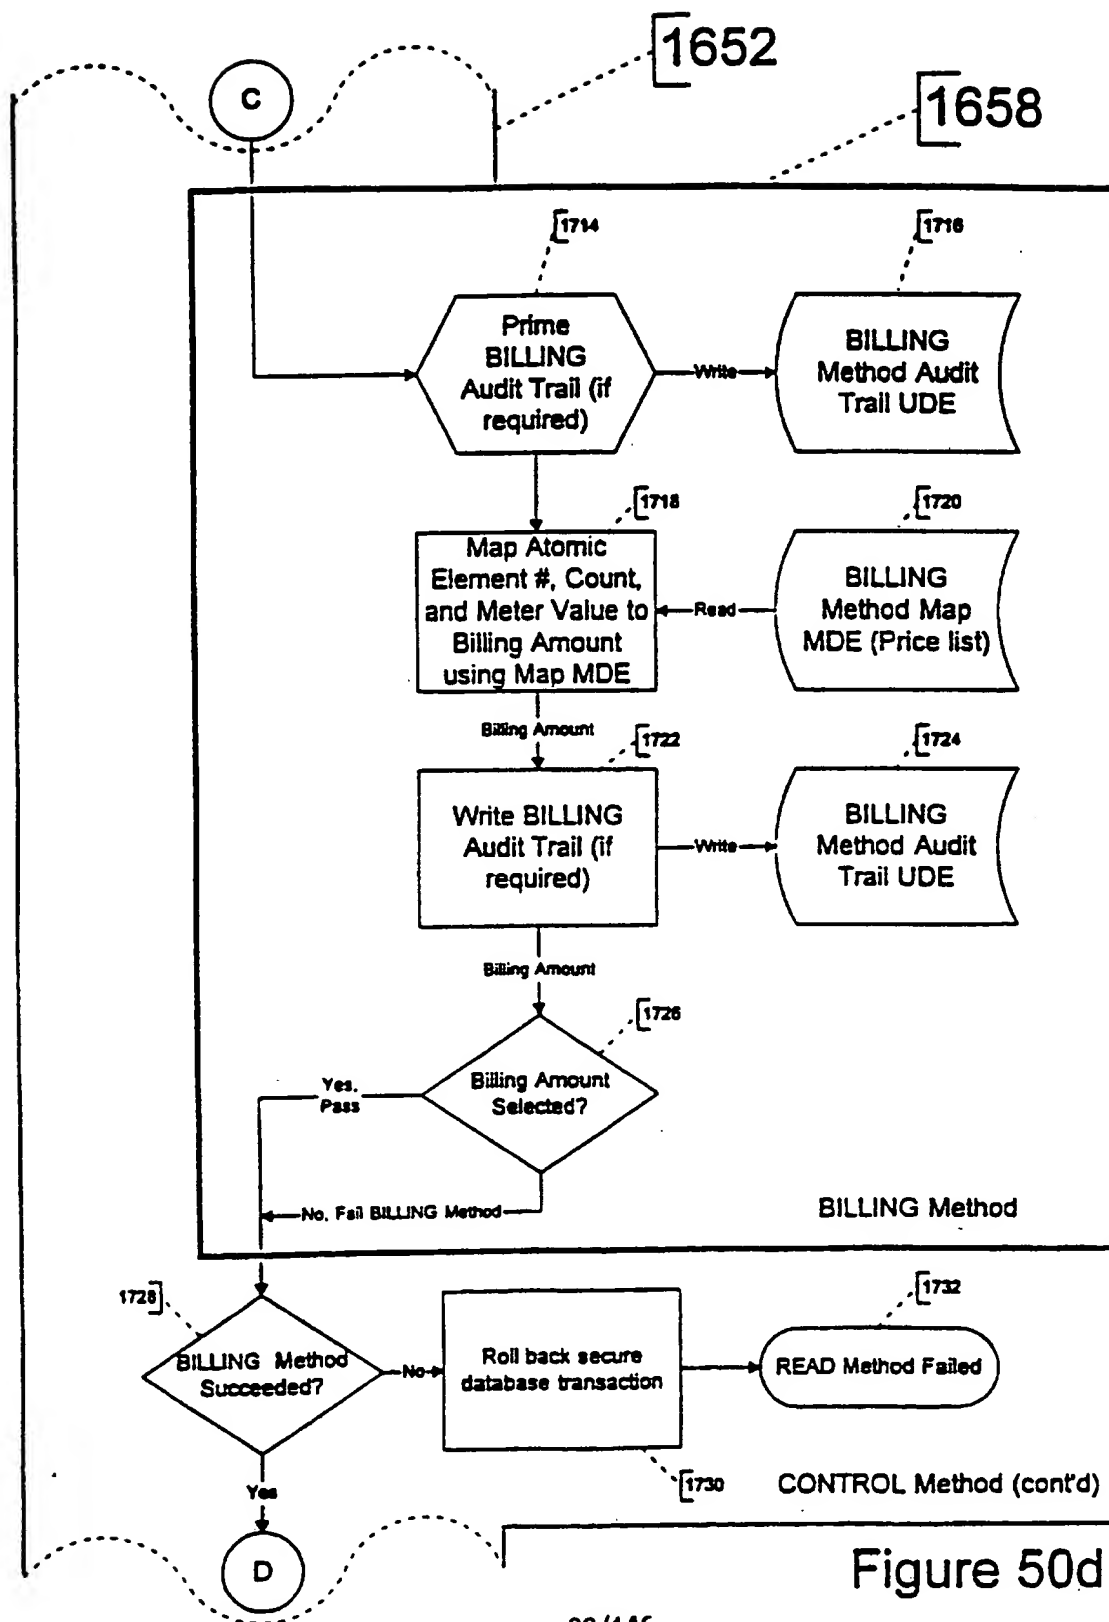 1652
C
1658
1714
1716
Prime
BILLING
Audit Trail (if
required)
Write
BILLING
Method Audit
Trail UDE
1718
1720
Map Atomic
Element #, Count,
and Meter Value to
Billing Amount
using Map MDE
Read
BILLING
Method Map
MDE (Price list)
Billing Amount
1722
1724
Write BILLING
Audit Trail (if
required)
Write
BILLING
Method Audit
Trail UDE
Billing Amount
1726
Billing Amount
Selected?
Yes,
Pass
No, Fail BILLING Method
BILLING Method
1728
1732
BILLING Method
Succeeded?
No
Roll back secure
database transaction
READ Method Failed
1730
CONTROL Method (cont'd)
Yes
D
Figure 50d